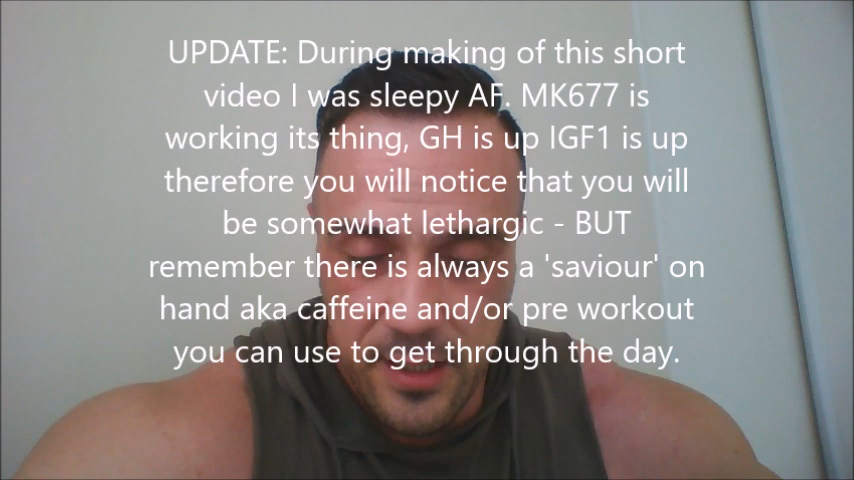 UPDATE: During making of this short
video I was sleepy AF. MK677 is
working its thing, GH is up IGF1 is up
therefore you will notice that you will
be somewhat lethargic - BUT
remember there is always a 'saviour' on
hand aka caffeine and/or pre workout
you can use to get through the day.